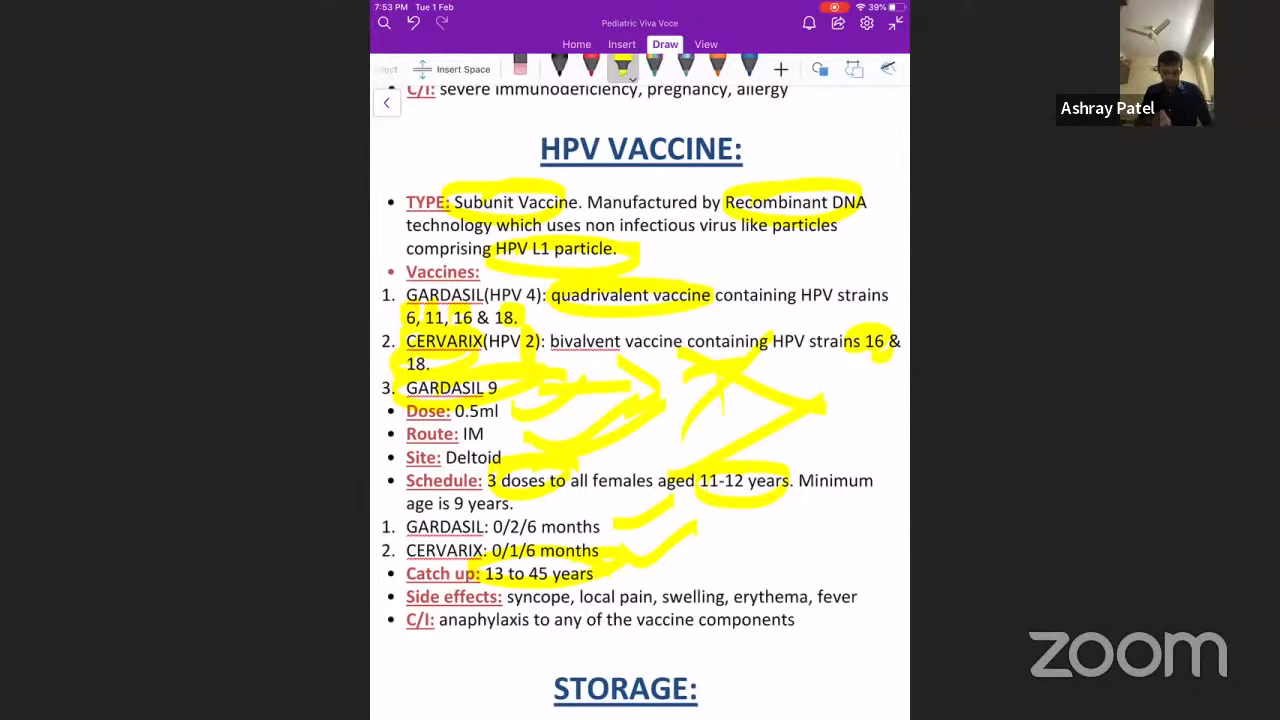 7:53 PM Tue 1 Feb
39%
Pediatric Viva Voce
Home Insert Draw View
Insert Space
C/I: severe immunodeficiency, pregnancy, allergy
Ashray Patel
HPV VACCINE:
• TYPE: Subunit Vaccine. Manufactured by Recombinant DNA
technology which uses non infectious virus like particles
comprising HPV L1 particle.
• Vaccines:
1. GARDASIL(HPV 4): quadrivalent vaccine containing HPV strains
6, 11, 16 & 18.
2. CERVARIX(HPV 2): bivalvent vaccine containing HPV strains 16 &
18.
3. GARDASIL 9
• Dose: 0.5ml
• Route: IM
• Site: Deltoid
• Schedule: 3 doses to all females aged 11-12 years. Minimum
age is 9 years.
1. GARDASIL: 0/2/6 months
2. CERVARIX: 0/1/6 months
• Catch up: 13 to 45 years
• Side effects: syncope, local pain, swelling, erythema, fever
• C/I: anaphylaxis to any of the vaccine components
zoom
STORAGE: